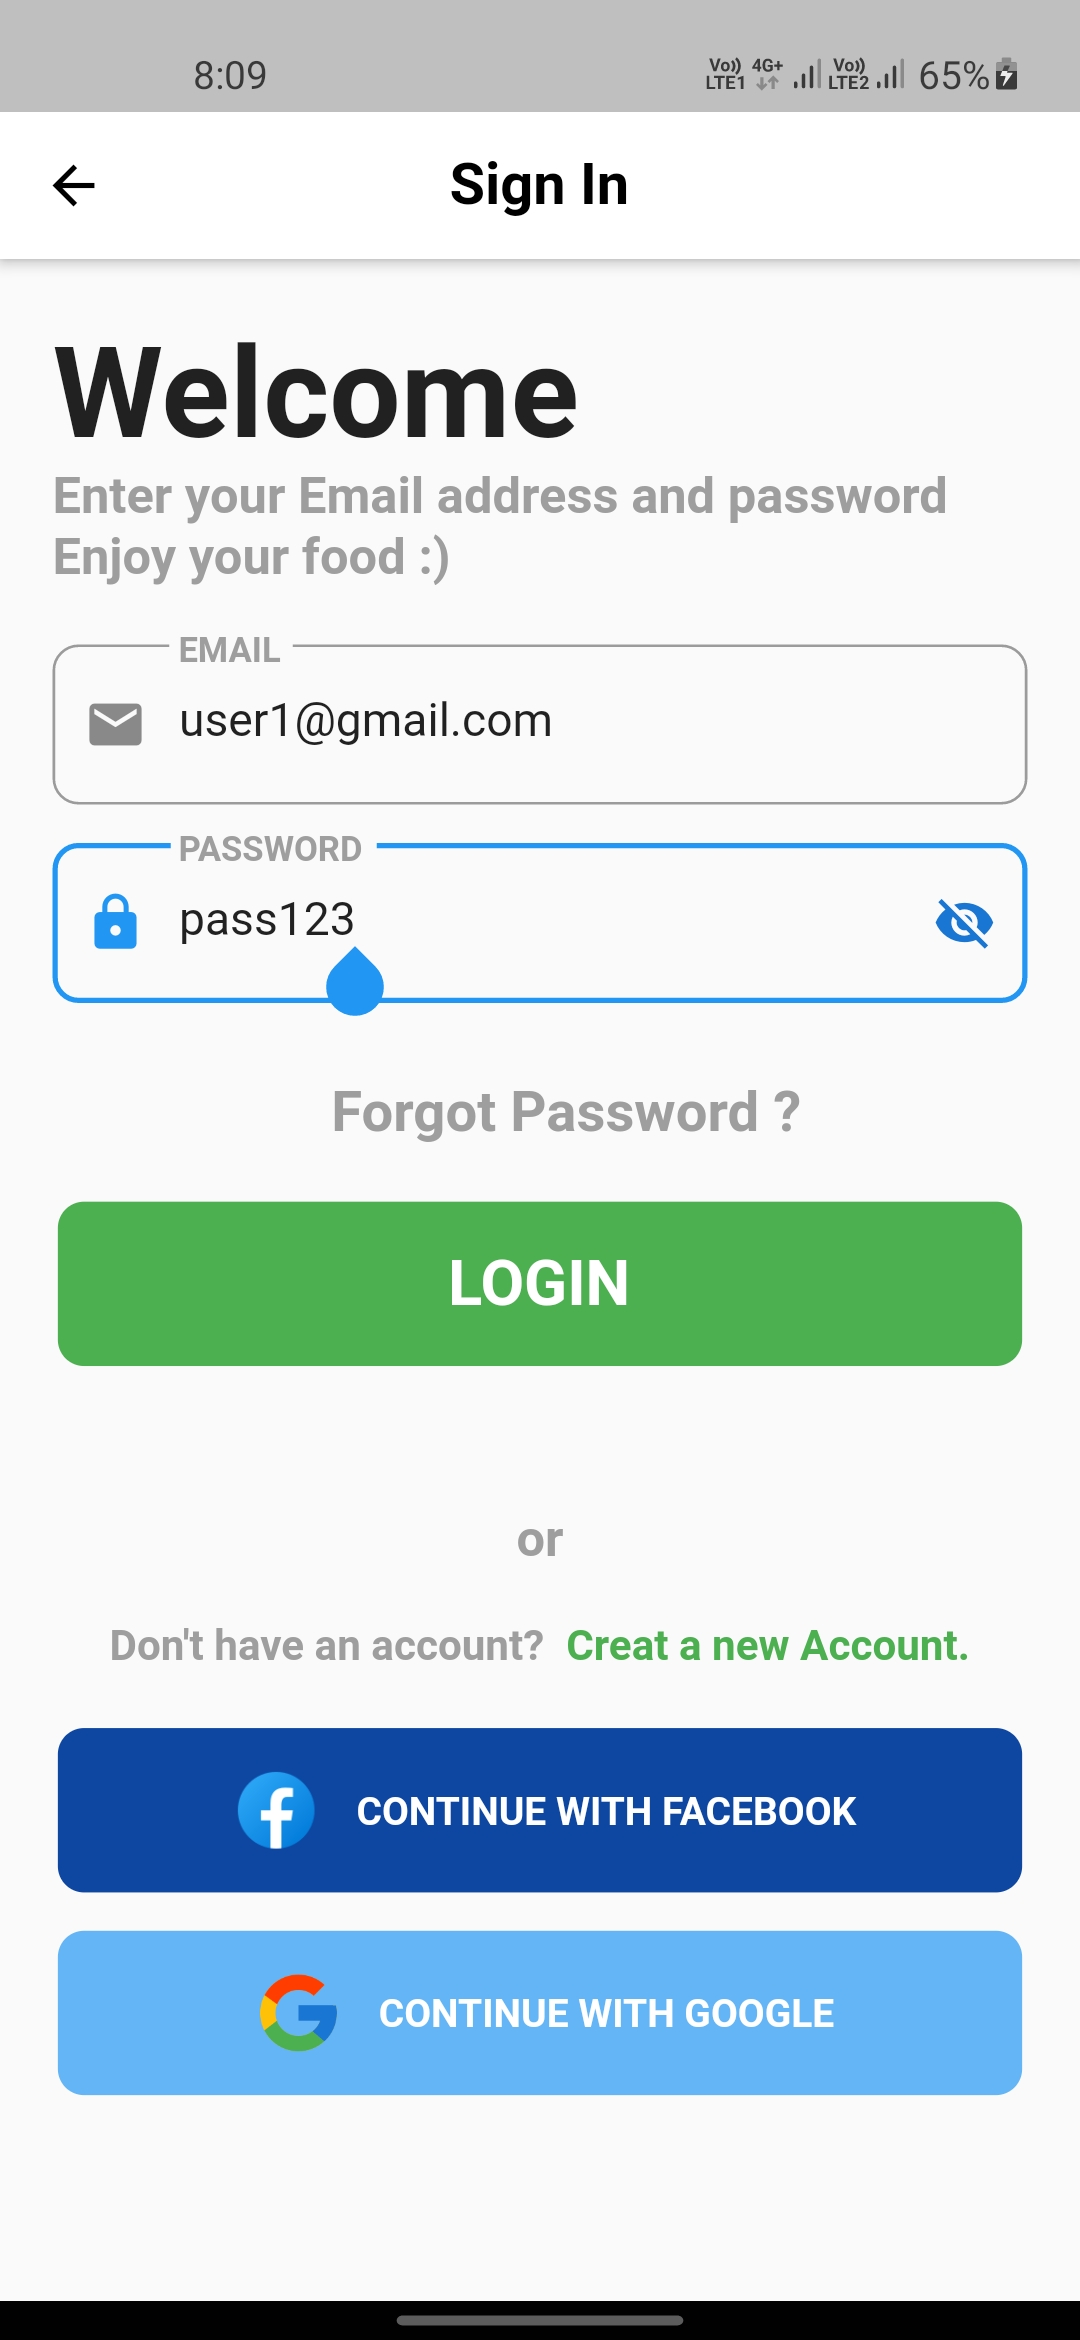 8:09 Vo)) LTE1 4G+ Vo)) LTE2 65%
Sign In
Welcome
Enter your Email address and password
Enjoy your food :)
EMAIL
user1@gmail.com
PASSWORD
pass123
Forgot Password ?
LOGIN
or
Don't have an account? Creat a new Account.
CONTINUE WITH FACEBOOK
CONTINUE WITH GOOGLE